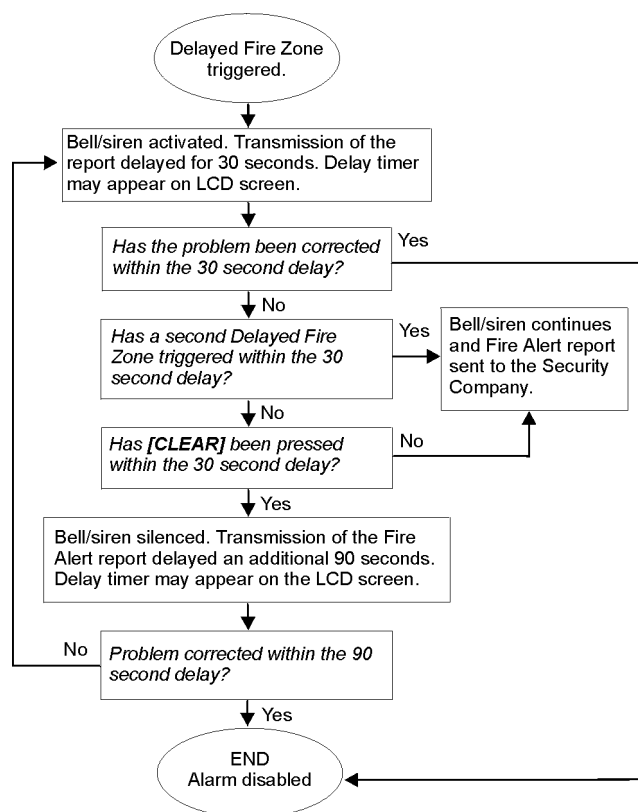 Delayed Fire Zone
triggered.
Bell/siren activated. Transmission of the
report delayed for 30 seconds. Delay timer
may appear on LCD screen.
Has the problem been corrected
within the 30 second delay?
Yes
No
Has a second Delayed Fire
Zone triggered within the 30
second delay?
Yes
Bell/siren continues
and Fire Alert report
sent to the Security
Company.
No
Has [CLEAR] been pressed
within the 30 second delay?
No
Yes
Bell/siren silenced. Transmission of the Fire
Alert report delayed an additional 90 seconds.
Delay timer may appear on the LCD screen.
No
Problem corrected within the 90
second delay?
Yes
END
Alarm disabled